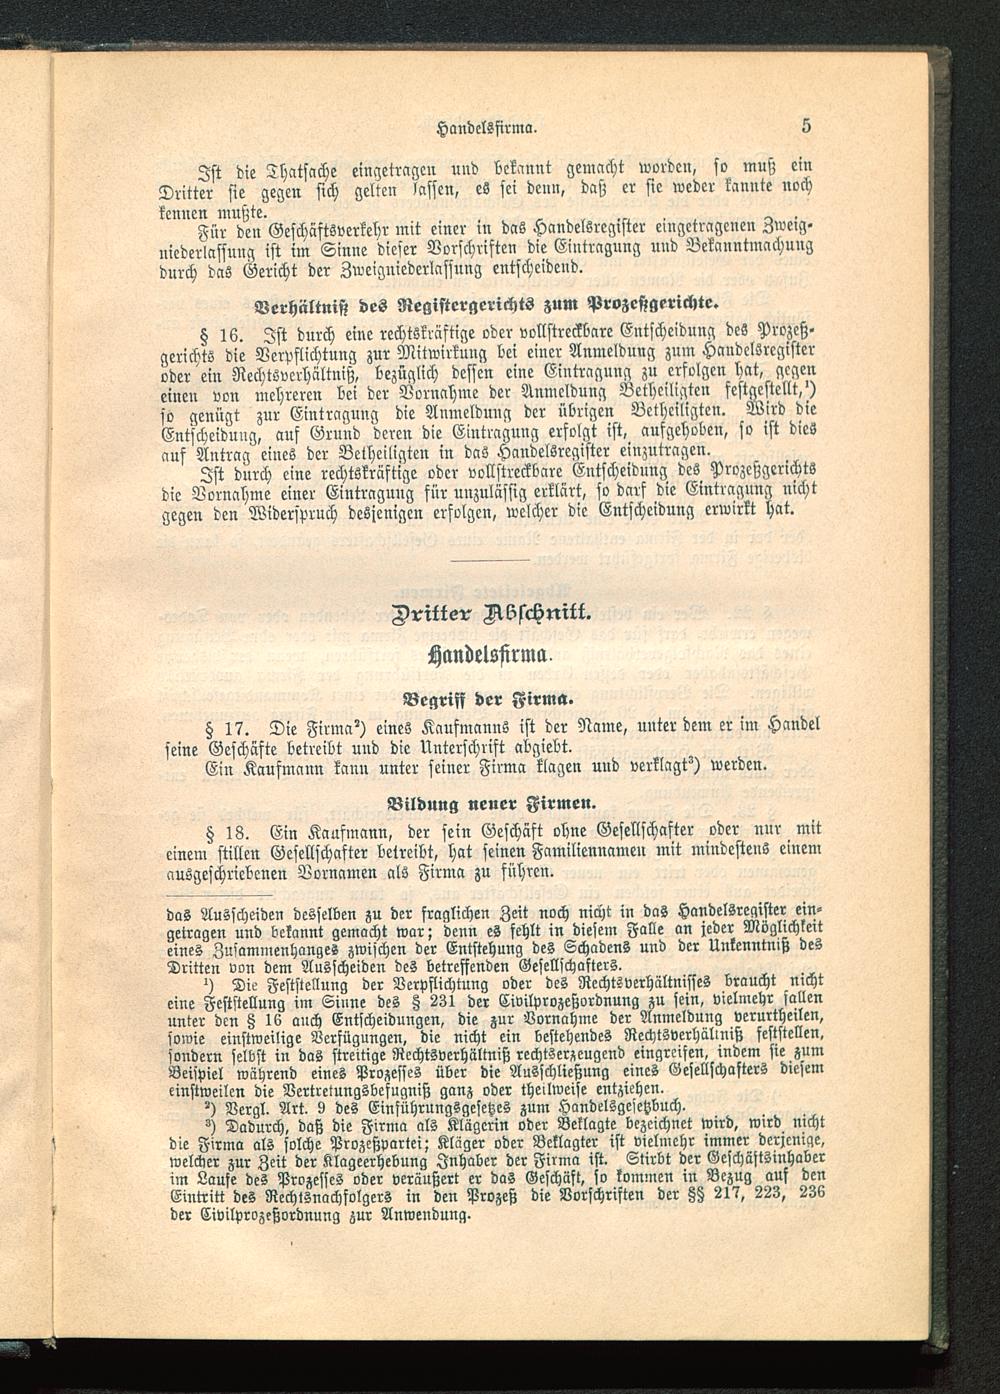 Handelsfirma. 5
Ist die Thatsache eingetragen und bekannt gemacht worden, so muß ein
Dritter sie gegen sich gelten lassen, es sei denn, daß er sie weder kannte noch
kennen mußte.
Für den Geschäftsverkehr mit einer in das Handelsregister eingetragenen Zweig-
niederlassung ist im Sinne dieser Vorschriften die Eintragung und Bekanntmachung
durch das Gericht der Zweigniederlassung entscheidend.
Verhältniß des Registergerichts zum Prozeßgerichte.
§ 16. Ist durch eine rechtskräftige oder vollstreckbare Entscheidung des Prozeß-
gerichts die Verpflichtung zur Mitwirkung bei einer Anmeldung zum Handelsregister
oder ein Rechtsverhältniß, bezüglich dessen eine Eintragung zu erfolgen hat, gegen
einen von mehreren bei der Vornahme der Anmeldung Betheiligten festgestellt,¹)
so genügt zur Eintragung die Anmeldung der übrigen Betheiligten. Wird die
Entscheidung, auf Grund deren die Eintragung erfolgt ist, aufgehoben, so ist dies
auf Antrag eines der Betheiligten in das Handelsregister einzutragen.
Ist durch eine rechtskräftige oder vollstreckbare Entscheidung des Prozeßgerichts
die Vornahme einer Eintragung für unzulässig erklärt, so darf die Eintragung nicht
gegen den Widerspruch desjenigen erfolgen, welcher die Entscheidung erwirkt hat.
Dritter Abschnitt.
Handelsfirma.
Begriff der Firma.
§ 17. Die Firma²) eines Kaufmanns ist der Name, unter dem er im Handel
seine Geschäfte betreibt und die Unterschrift abgiebt.
Ein Kaufmann kann unter seiner Firma klagen und verklagt³) werden.
Bildung neuer Firmen.
§ 18. Ein Kaufmann, der sein Geschäft ohne Gesellschafter oder nur mit
einem stillen Gesellschafter betreibt, hat seinen Familiennamen mit mindestens einem
ausgeschriebenen Vornamen als Firma zu führen.
das Ausscheiden desselben zu der fraglichen Zeit noch nicht in das Handelsregister ein-
getragen und bekannt gemacht war; denn es fehlt in diesem Falle an jeder Möglichkeit
eines Zusammenhanges zwischen der Entstehung des Schadens und der Unkenntniß des
Dritten von dem Ausscheiden des betreffenden Gesellschafters.
¹) Die Feststellung der Verpflichtung oder des Rechtsverhältnisses braucht nicht
eine Feststellung im Sinne des § 231 der Civilprozeßordnung zu sein, vielmehr fallen
unter den § 16 auch Entscheidungen, die zur Vornahme der Anmeldung verurtheilen,
sowie einstweilige Verfügungen, die nicht ein bestehendes Rechtsverhältniß feststellen,
sondern selbst in das streitige Rechtsverhältniß rechtserzeugend eingreifen, indem sie zum
Beispiel während eines Prozesses über die Ausschließung eines Gesellschafters diesem
einstweilen die Vertretungsbefugniß ganz oder theilweise entziehen.
²) Vergl. Art. 9 des Einführungsgesetzes zum Handelsgesetzbuch.
³) Dadurch, daß die Firma als Klägerin oder Beklagte bezeichnet wird, wird nicht
die Firma als solche Prozeßpartei; Kläger oder Beklagter ist vielmehr immer derjenige,
welcher zur Zeit der Klageerhebung Inhaber der Firma ist. Stirbt der Geschäftsinhaber
im Laufe des Prozesses oder veräußert er das Geschäft, so kommen in Bezug auf den
Eintritt des Rechtsnachfolgers in den Prozeß die Vorschriften der §§ 217, 223, 236
der Civilprozeßordnung zur Anwendung.